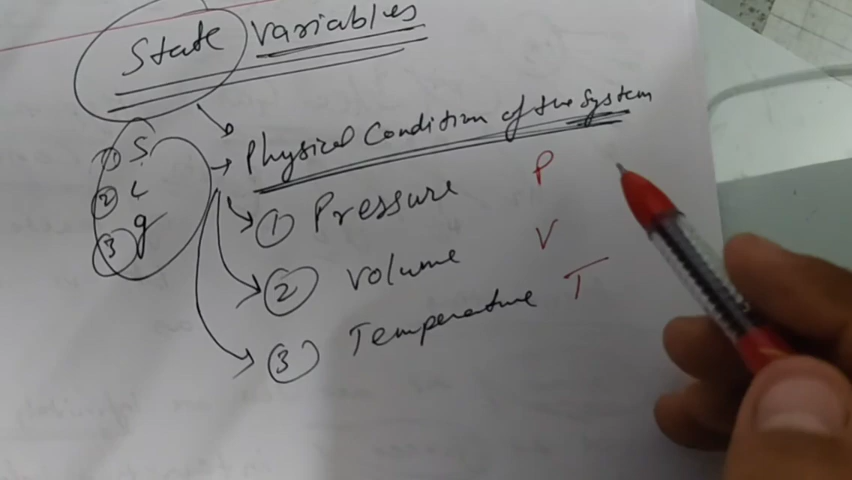 State variables
① S
② L
③ g
Physical Condition of the System
① Pressure P
② Volume V
③ Temperature T